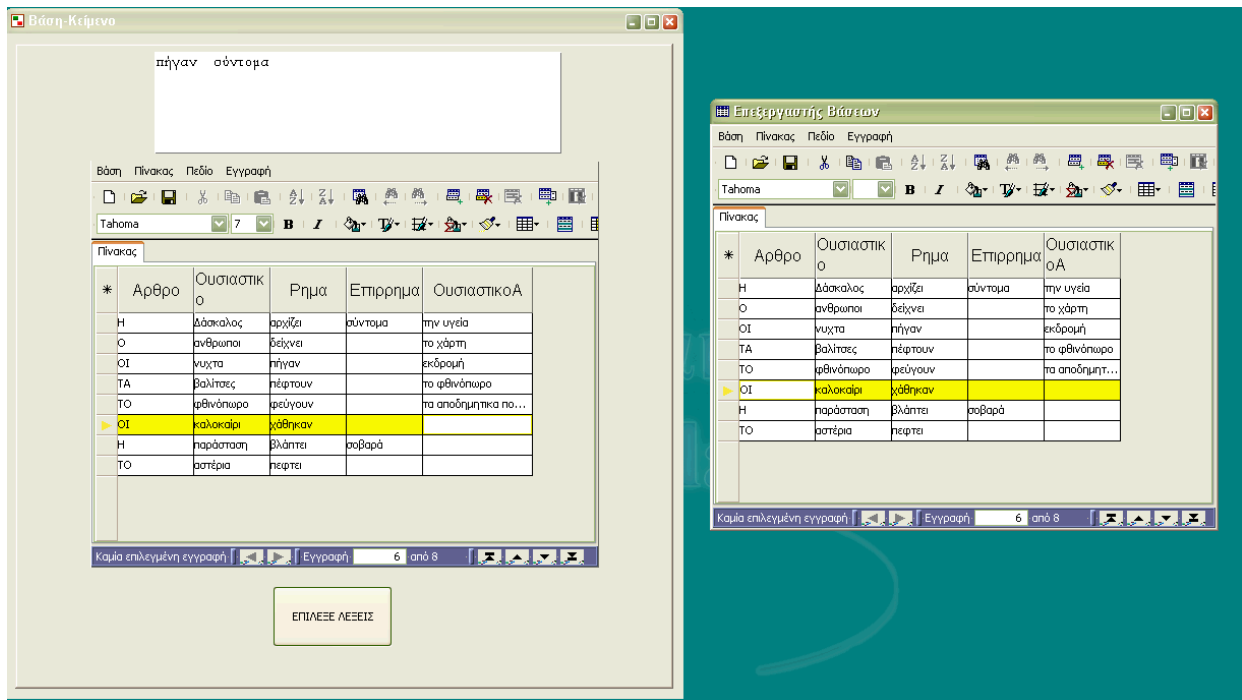 Βάση-Κείμενο
πήγαν σύντομα
Βάση Πίνακας Πεδίο Εγγραφή
Tahoma 7 B I
Πίνακας
* Αρθρο Ουσιαστικο Ρημα Επιρρημα ΟυσιαστικοΑ
Η Δάσκαλος αρχίζει σύντομα την υγεία
Ο ανθρωποι δείχνει το χάρτη
ΟΙ νυχτα πήγαν εκδρομή
ΤΑ βαλίτσες πέφτουν το φθινόπωρο
ΤΟ φθινόπωρο φεύγουν τα αποδημητικα πο...
ΟΙ καλοκαίρι χάθηκαν
Η παράσταση βλάπτει σοβαρά
ΤΟ αστέρια πεφτει
Καμία επιλεγμένη εγγραφή Εγγραφή 6 από 8
ΕΠΙΛΕΞΕ ΛΕΞΕΙΣ
Επεξεργαστής Βάσεων
Βάση Πίνακας Πεδίο Εγγραφή
Tahoma B I
Πίνακας
* Αρθρο Ουσιαστικο Ρημα Επιρρημα ΟυσιαστικοΑ
Η Δάσκαλος αρχίζει σύντομα την υγεία
Ο ανθρωποι δείχνει το χάρτη
ΟΙ νυχτα πήγαν εκδρομή
ΤΑ βαλίτσες πέφτουν το φθινόπωρο
ΤΟ φθινόπωρο φεύγουν τα αποδημητ...
ΟΙ καλοκαίρι χάθηκαν
Η παράσταση βλάπτει σοβαρά
ΤΟ αστέρια πεφτει
Καμία επιλεγμένη εγγραφή Εγγραφή 6 από 8